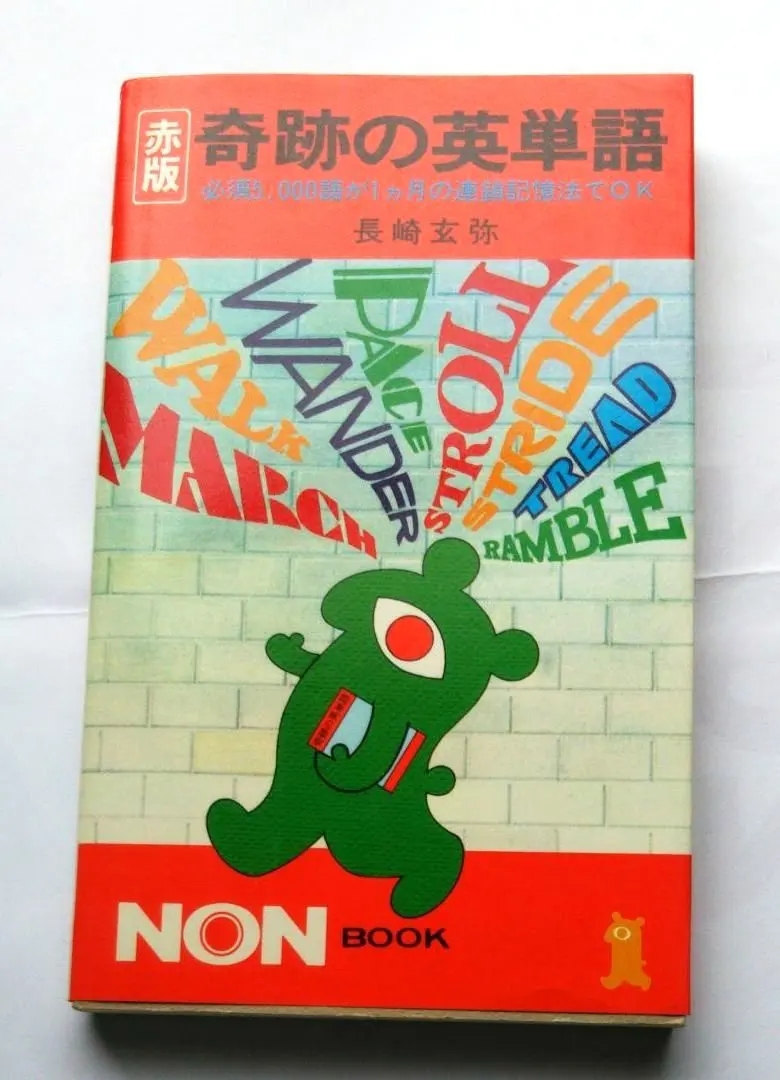 赤版
奇跡の英単語
必須3,000語が1ヵ月の連鎖記憶法でOK
長崎玄弥
WALK
WANDER
PACE
STROLL
STRIDE
TREAD
MARCH
RAMBLE
NON BOOK